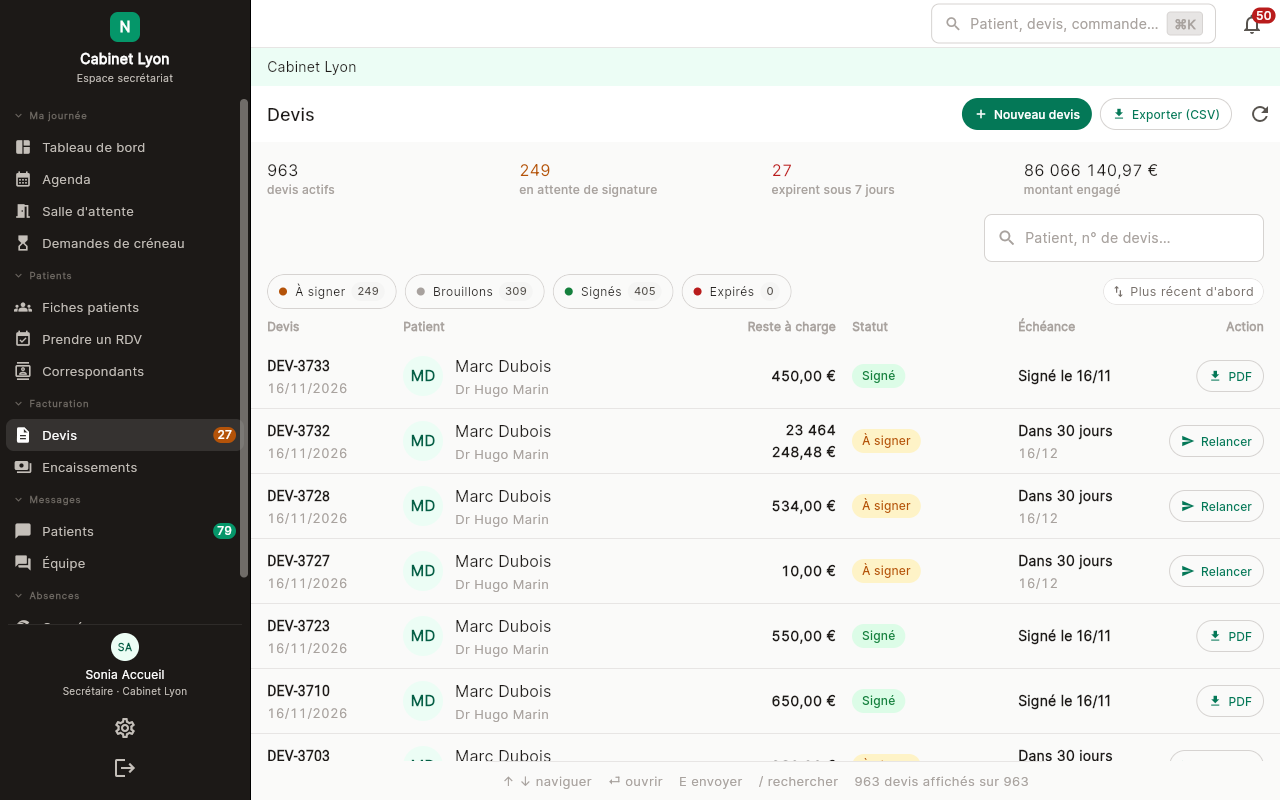 N
Cabinet Lyon
Espace secrétariat
Ma journée
Tableau de bord
Agenda
Salle d'attente
Demandes de créneau
Patients
Fiches patients
Prendre un RDV
Correspondants
Facturation
Devis 27
Encaissements
Messages
Patients 79
Équipe
Absences
SA
Sonia Accueil
Secrétaire · Cabinet Lyon
Patient, devis, commande... ⌘K
50
Cabinet Lyon
Devis
+ Nouveau devis
Exporter (CSV)
963
devis actifs
249
en attente de signature
27
expirent sous 7 jours
86 066 140,97 €
montant engagé
Patient, n° de devis...
À signer 249
Brouillons 309
Signés 405
Expirés 0
Plus récent d'abord
Devis Patient Reste à charge Statut Échéance Action
DEV-3733
16/11/2026
MD
Marc Dubois
Dr Hugo Marin
450,00 €
Signé
Signé le 16/11
PDF
DEV-3732
16/11/2026
MD
Marc Dubois
Dr Hugo Marin
23 464
248,48 €
À signer
Dans 30 jours
16/12
Relancer
DEV-3728
16/11/2026
MD
Marc Dubois
Dr Hugo Marin
534,00 €
À signer
Dans 30 jours
16/12
Relancer
DEV-3727
16/11/2026
MD
Marc Dubois
Dr Hugo Marin
10,00 €
À signer
Dans 30 jours
16/12
Relancer
DEV-3723
16/11/2026
MD
Marc Dubois
Dr Hugo Marin
550,00 €
Signé
Signé le 16/11
PDF
DEV-3710
16/11/2026
MD
Marc Dubois
Dr Hugo Marin
650,00 €
Signé
Signé le 16/11
PDF
DEV-3703
Marc Dubois
Dans 30 jours
↑ ↓ naviguer ⏎ ouvrir E envoyer / rechercher 963 devis affichés sur 963